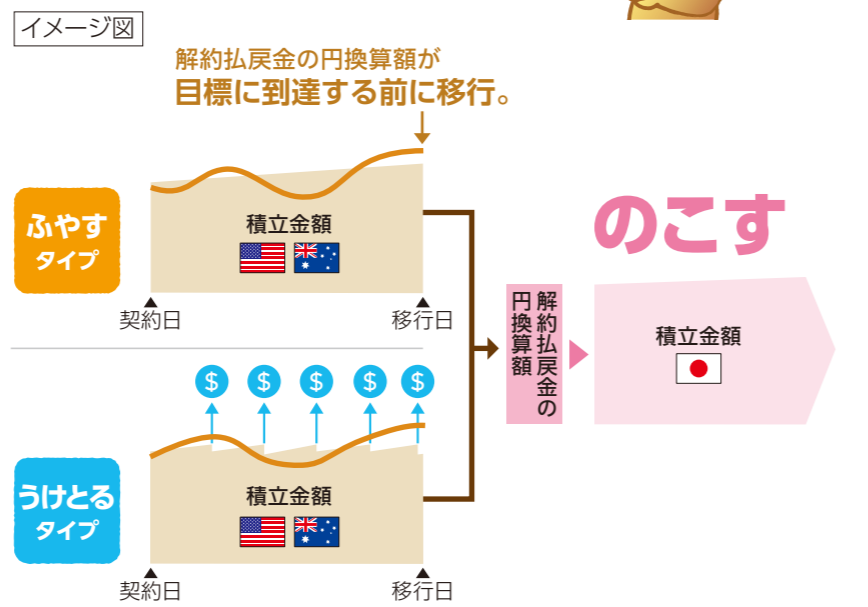 イメージ図
解約払戻金の円換算額が
目標に到達する前に移行。
ふやす
タイプ
積立金額
▲
契約日
▲
移行日
$ $ $ $ $
うけとる
タイプ
積立金額
▲
契約日
▲
移行日
解約払戻金の
円換算額
のこす
積立金額